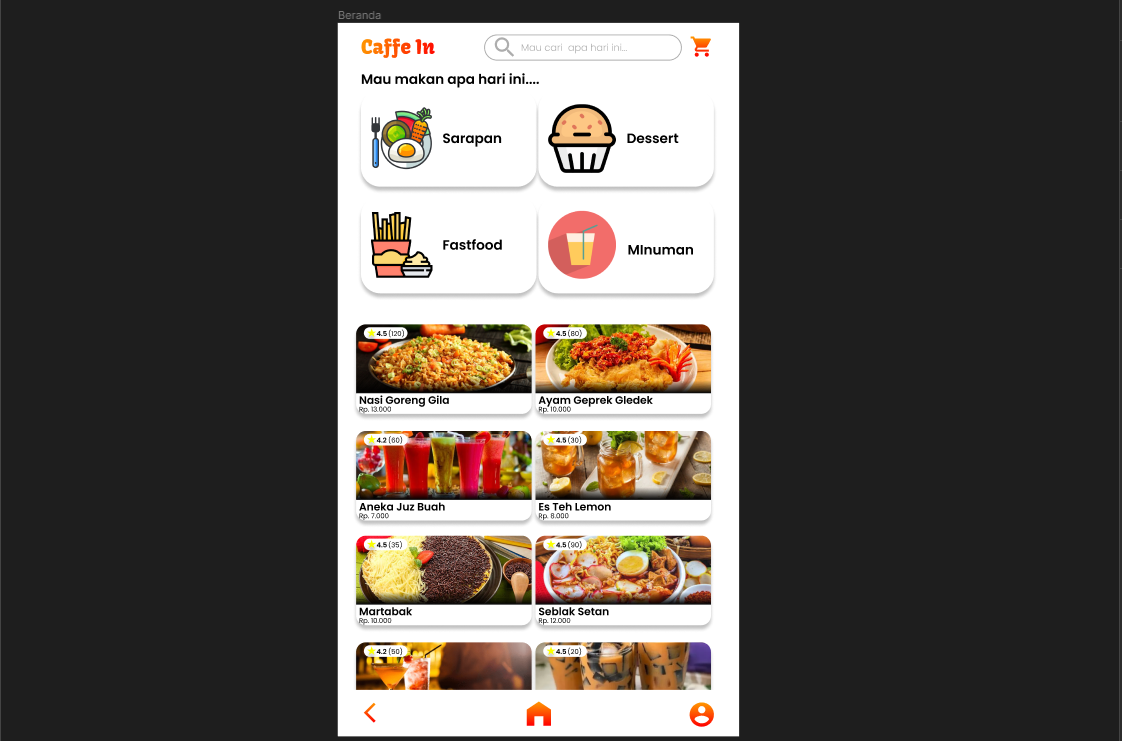 Beranda
Caffe In
Mau cari apa hari ini...
Mau makan apa hari ini....
Sarapan
Dessert
Fastfood
MInuman
4.5 (120)
4.5 (80)
Nasi Goreng Gila
Rp. 13.000
Ayam Geprek Gledek
Rp. 10.000
4.2 (60)
4.5 (30)
Aneka Juz Buah
Rp. 7.000
Es Teh Lemon
Rp. 8.000
4.5 (35)
4.5 (90)
Martabak
Rp. 10.000
Seblak Setan
Rp. 12.000
4.2 (50)
4.5 (20)